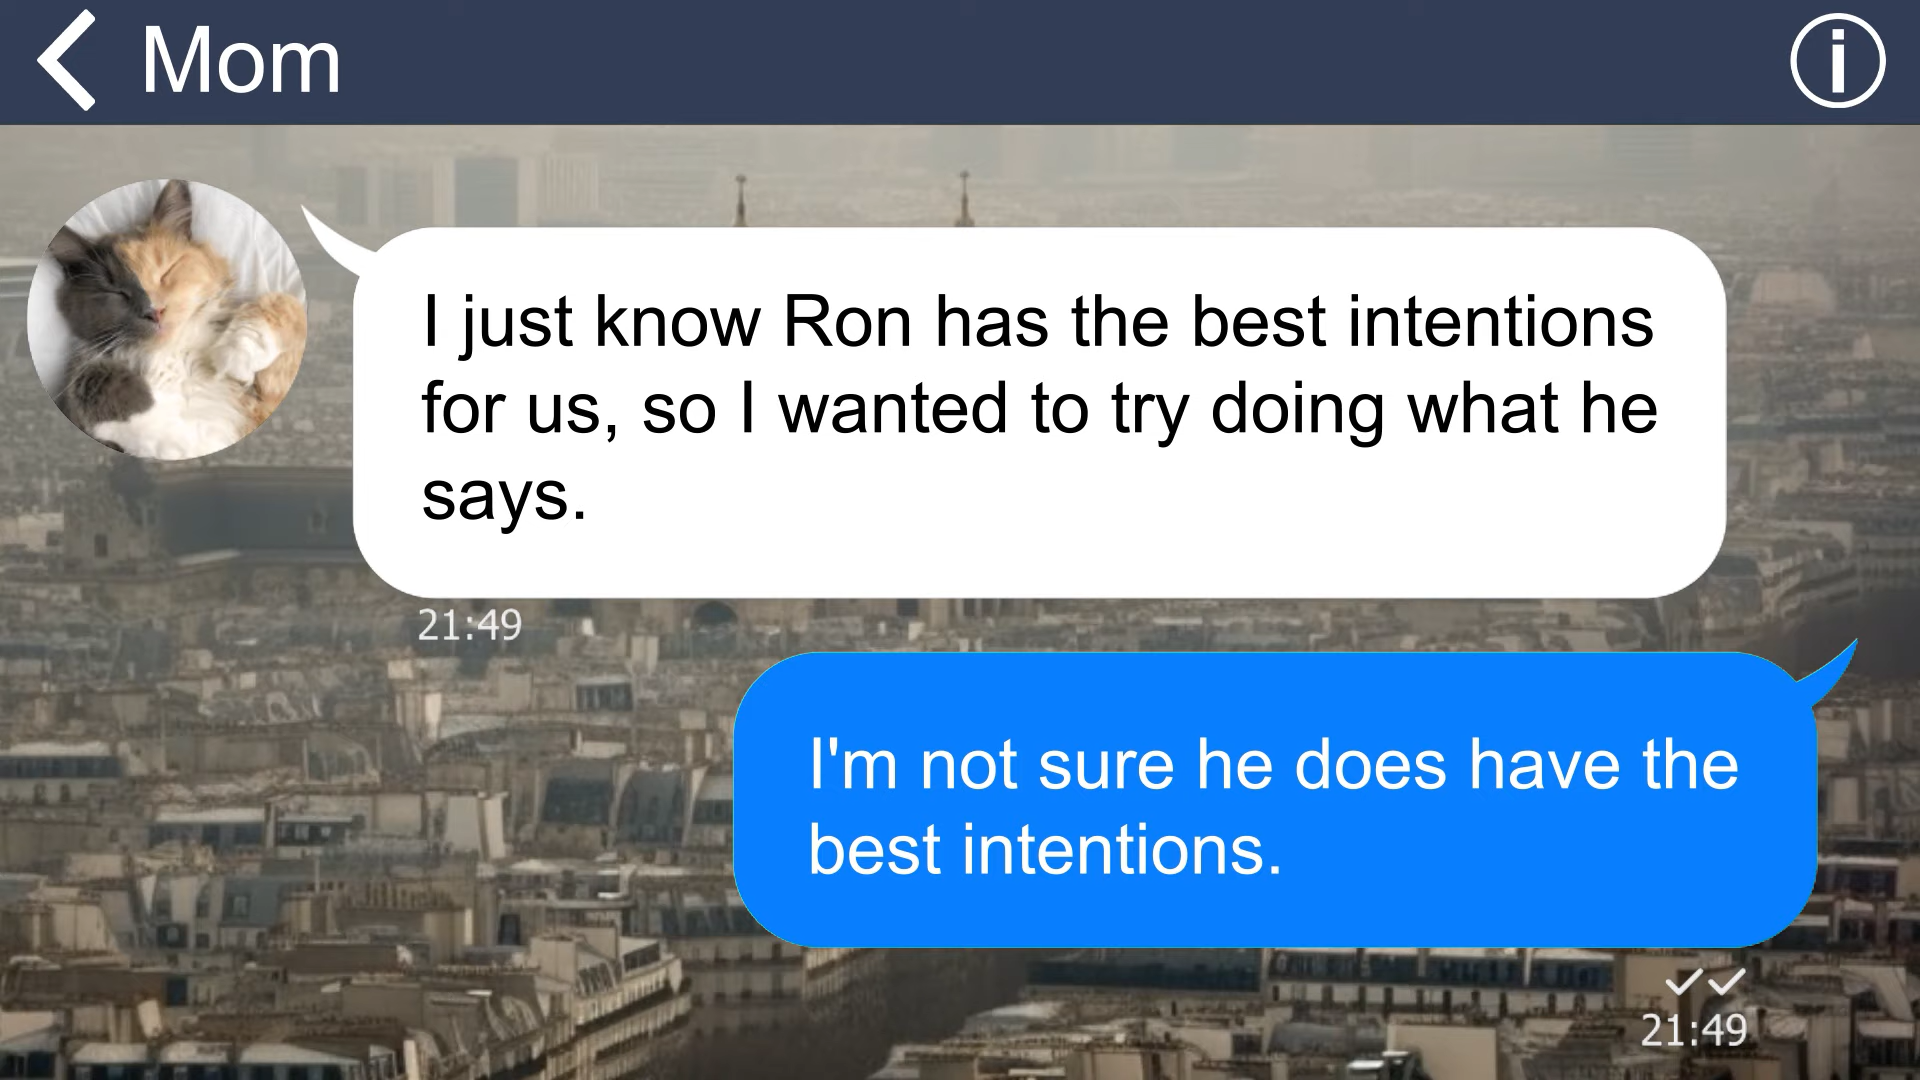 Mom
I just know Ron has the best intentions
for us, so I wanted to try doing what he
says.
21:49
I'm not sure he does have the
best intentions.
21:49